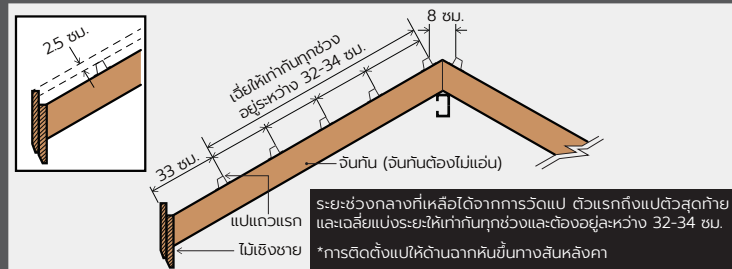 2.5 ซม.
8 ซม.
เฉลี่ยให้เท่ากันทุกช่วง
อยู่ระหว่าง 32-34 ซม.
33 ซม.
จันทัน (จันทันต้องไม่แอ่น)
แปแถวแรก
ไม้เชิงชาย
ระยะช่วงกลางที่เหลือได้จากการวัดแป ตัวแรกถึงแปตัวสุดท้าย
และเฉลี่ยแบ่งระยะให้เท่ากันทุกช่วงและต้องอยู่ละหว่าง 32-34 ซม.
*การติดตั้งแปให้ด้านฉากหันขึ้นทางสันหลังคา